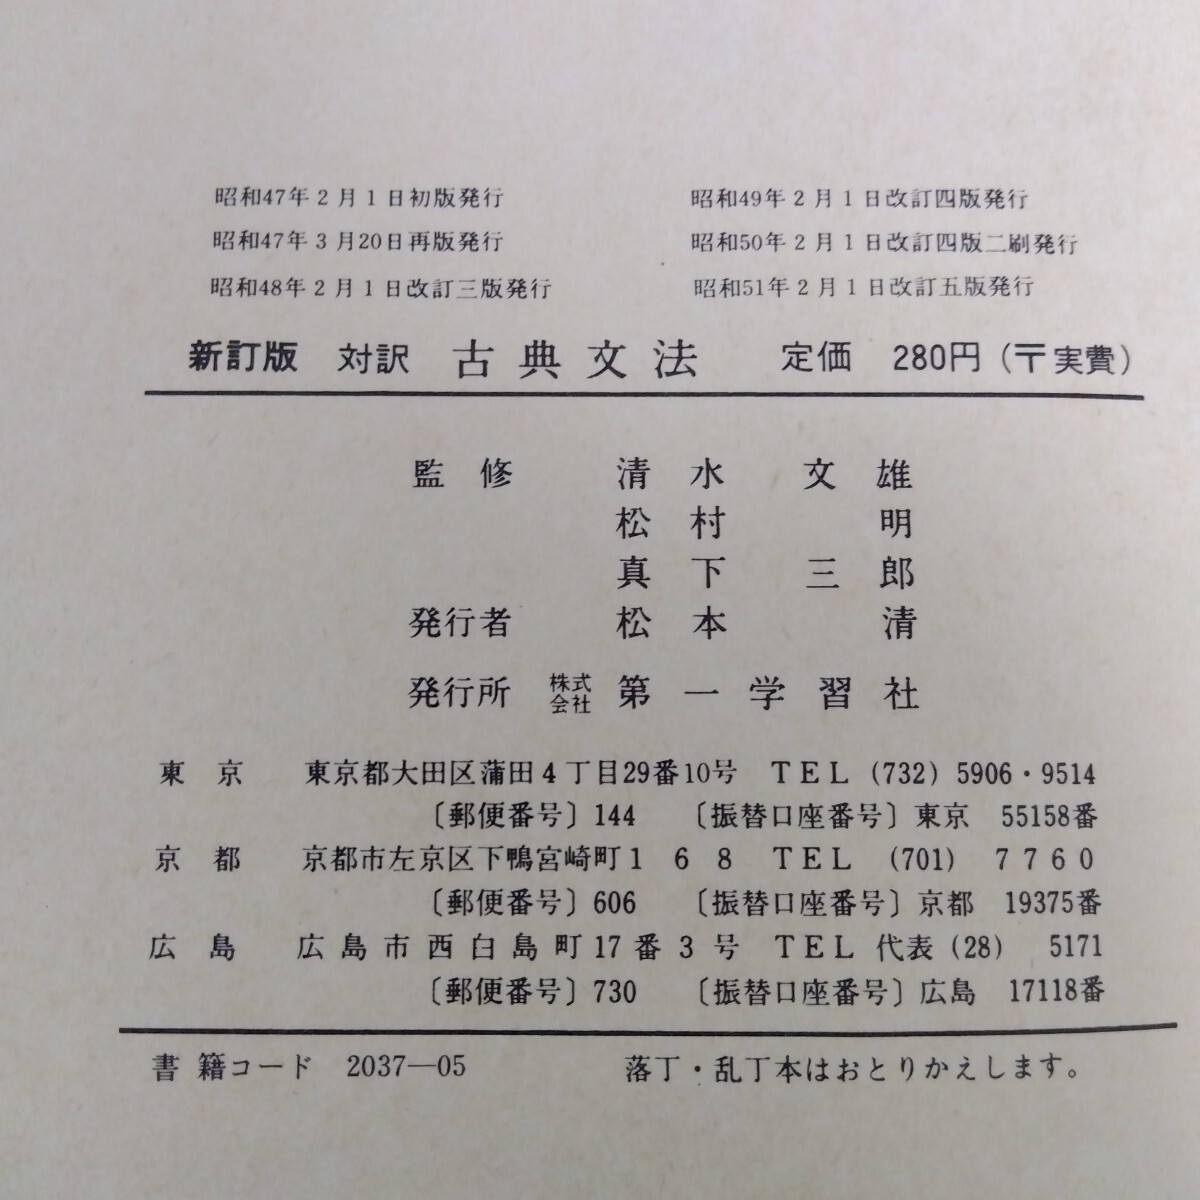 昭和47年2月1日初版発行
昭和47年3月20日再版発行
昭和48年2月1日改訂三版発行
昭和49年2月1日改訂四版発行
昭和50年2月1日改訂四版二刷発行
昭和51年2月1日改訂五版発行
新訂版 対訳 古典文法 定価 280円(〒実費)
監修 清水文雄
松村明
真下三郎
発行者 松本清
発行所 株式会社 第一学習社
東京 東京都大田区蒲田4丁目29番10号 TEL (732) 5906・9514
〔郵便番号〕144 〔振替口座番号〕東京 55158番
京都 京都市左京区下鴨宮崎町168 TEL (701) 7760
〔郵便番号〕606 〔振替口座番号〕京都 19375番
広島 広島市西白島町17番3号 TEL 代表(28) 5171
〔郵便番号〕730 〔振替口座番号〕広島 17118番
書籍コード 2037—05 落丁・乱丁本はおとりかえします。